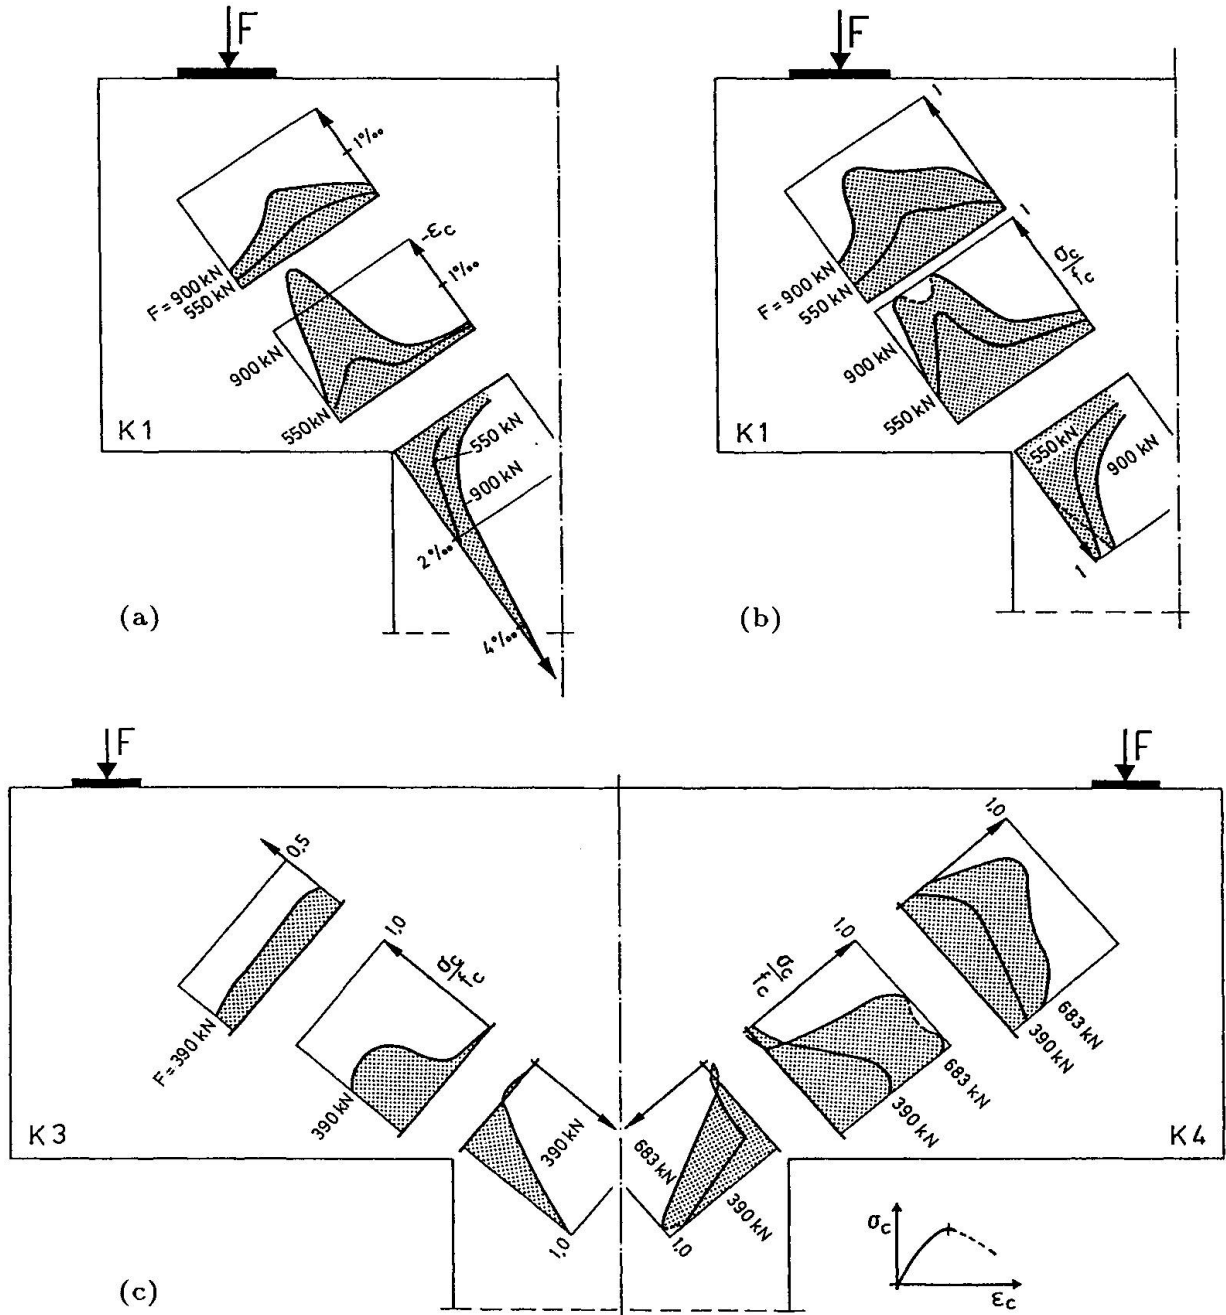 F
1‰
-εc
1‰
F = 900 kN
550 kN
900 kN
550 kN
K1
550 kN
900 kN
2‰
4‰
(a)
F
1
1
σc/fc
F = 900 kN
550 kN
900 kN
550 kN
K1
550 kN
900 kN
1
(b)
F
0,5
1,0
σc/fc
F = 390 kN
390 kN
390 kN
1,0
K3
F
1,0
1,0
σc/fc
683 kN
390 kN
683 kN
390 kN
683 kN
390 kN
1,0
K4
σc
εc
(c)